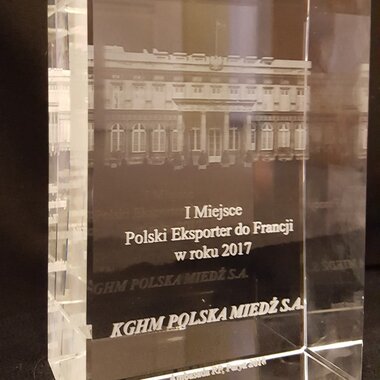 I Miejsce
Polski Eksporter do Francji
w roku 2017
KGHM POLSKA MIEDŹ S.A.